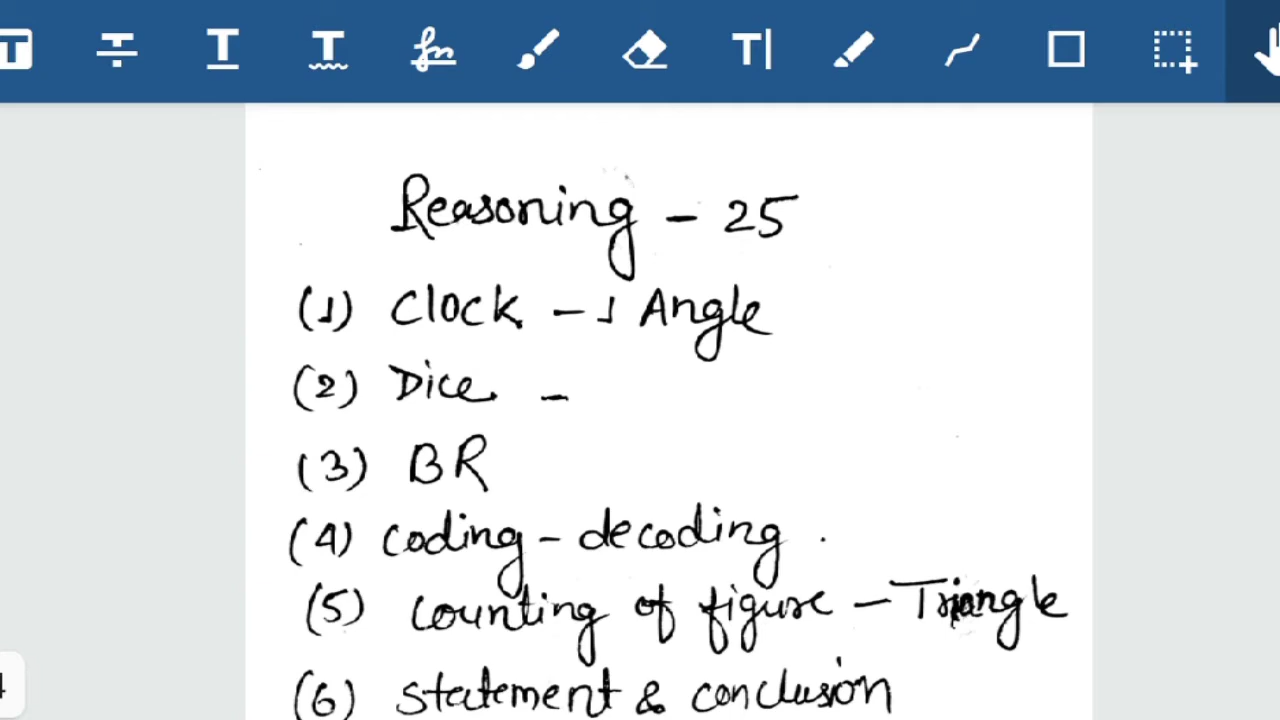 Reasoning - 25
(1) Clock - 1 Angle
(2) Dice -
(3) BR
(4) coding - decoding .
(5) counting of figure - Triangle
(6) statement & conclusion